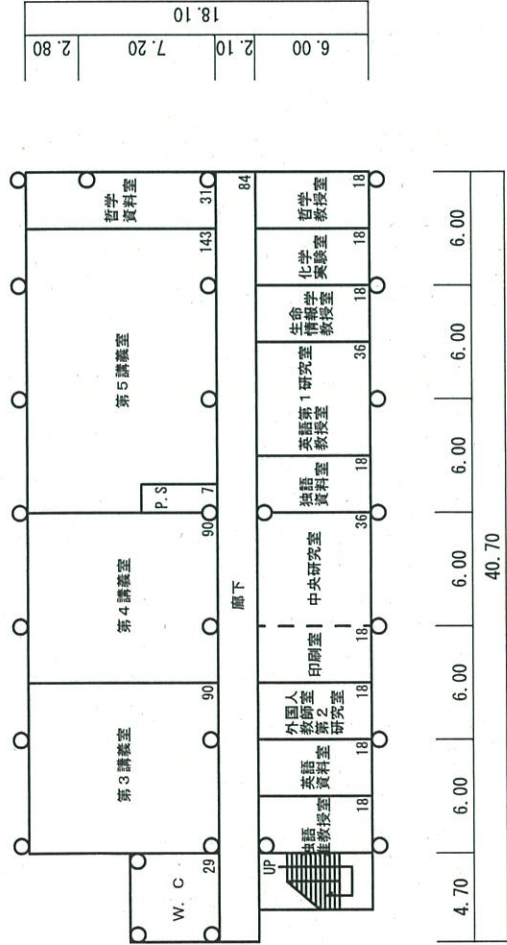 18.10
2.80
7.20
2.10
6.00
哲学
資料室
31
第5講義室
143
P.S
7
第4講義室
90
第3講義室
90
W.C
29
廊下
84
UP
独語
准教授室
18
英語
資料室
18
外国人
教師室
第2
研究室
18
印刷室
18
中央研究室
36
独語
資料室
18
英語第1研究室
教授室
36
生命
情報学
教授室
18
化学
実験室
18
哲学
教授室
18
4.70
6.00
6.00
6.00
6.00
6.00
6.00
40.70